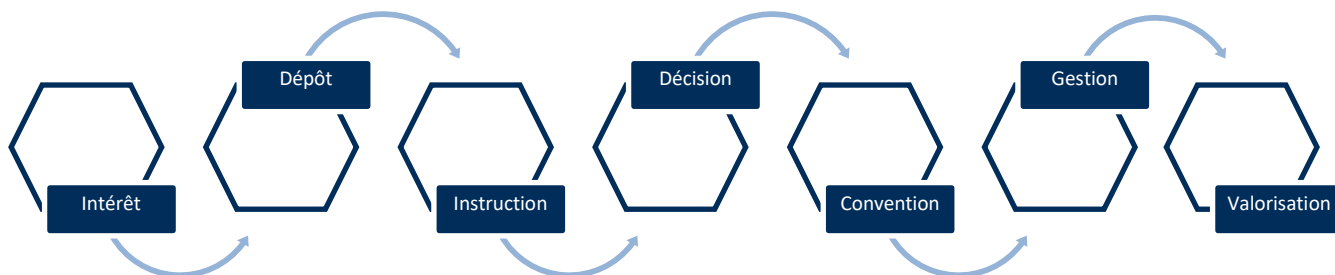 Intérêt
Dépôt
Instruction
Décision
Convention
Gestion
Valorisation